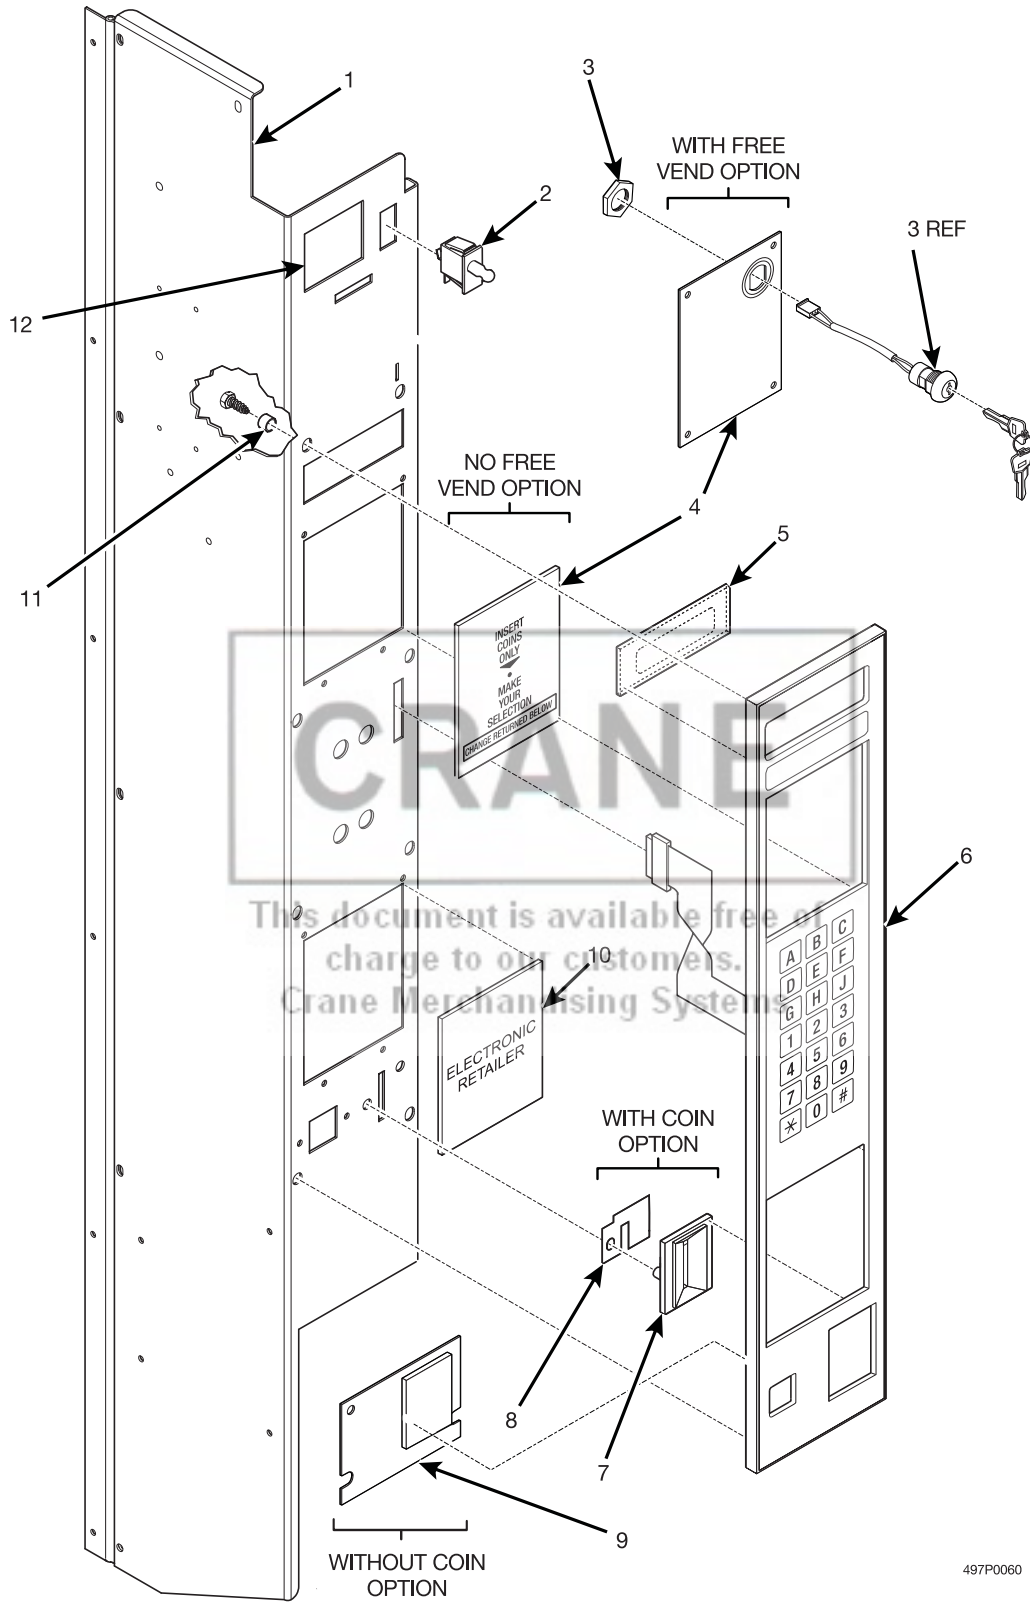 1
3
WITH FREE
VEND OPTION
2
3 REF
12
NO FREE
VEND OPTION
4
5
11
INSERT
COINS
ONLY
MAKE
YOUR
SELECTION
CHANGE RETURNED BELOW
CRANE
6
This document is available free of
charge to our customers.
Crane Merchandising Systems
10
A B C
D E F
G H J
1 2 3
4 5 6
7 8 9
* 0 #
ELECTRONIC
RETAILER
WITH COIN
OPTION
8
7
9
WITHOUT COIN
OPTION
497P0060